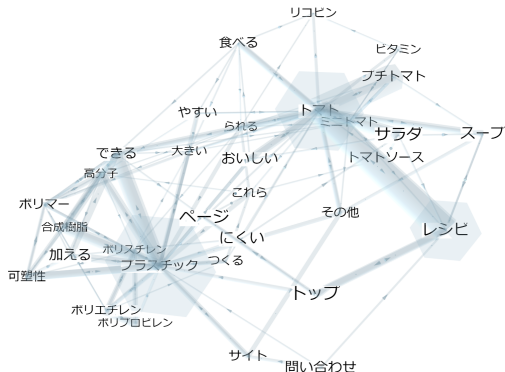 リコピン
食べる
ビタミン
プチトマト
トマト
やすい
られる
ミニトマト
サラダ
スープ
できる
大きい
おいしい
トマトソース
高分子
これら
ポリマー
その他
ページ
合成樹脂
レシピ
にくい
加える
ポリスチレン
プラスチック
つくる
可塑性
トップ
ポリエチレン
ポリプロピレン
サイト
問い合わせ